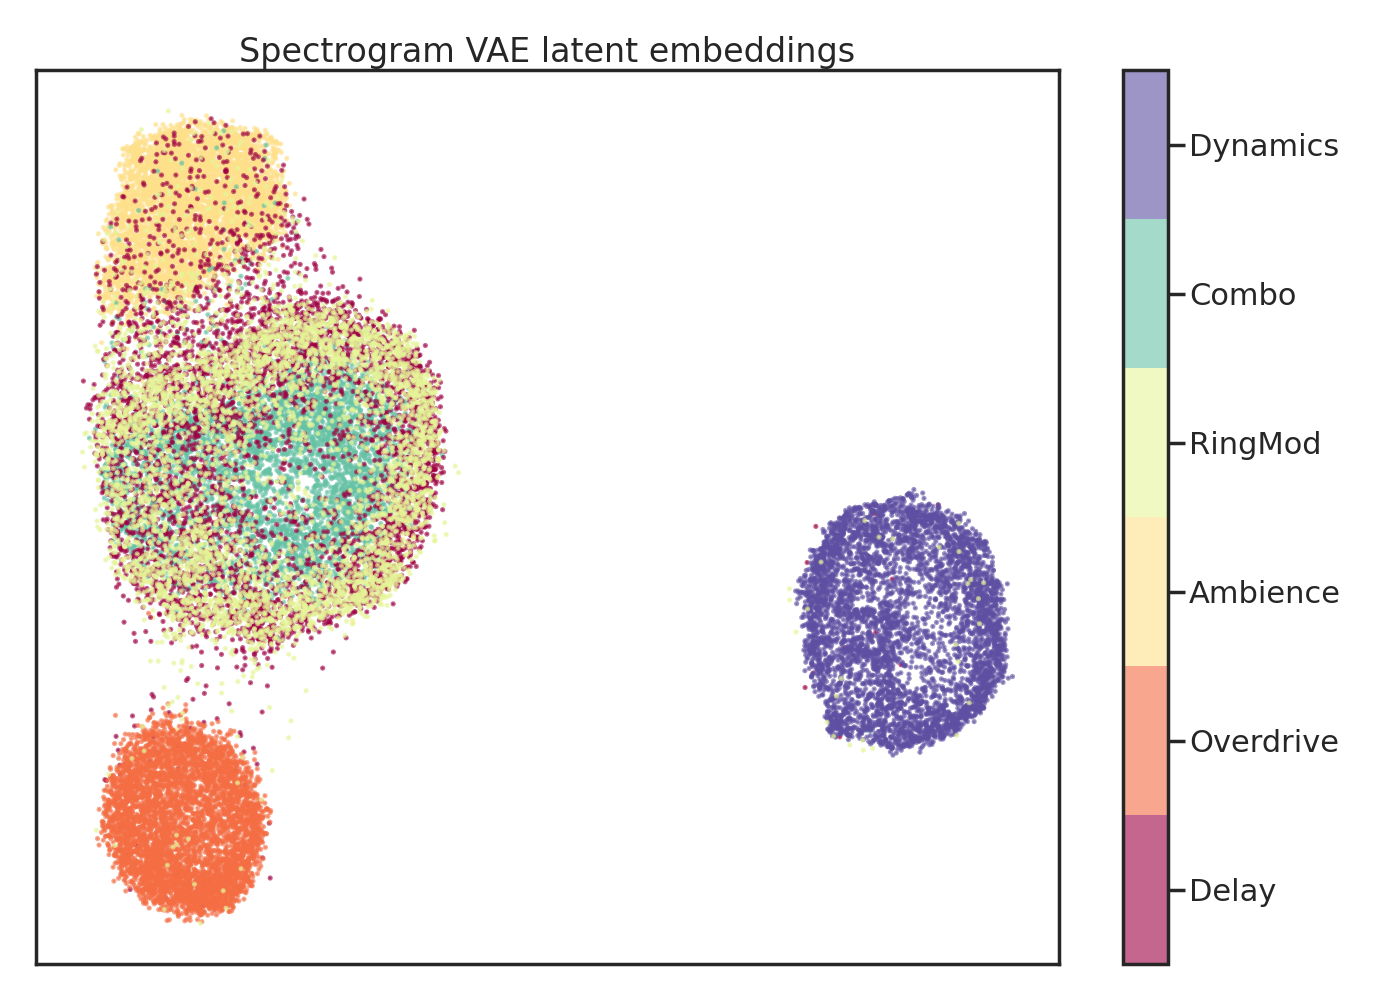 Spectrogram VAE latent embeddings
Dynamics
Combo
RingMod
Ambience
Overdrive
Delay